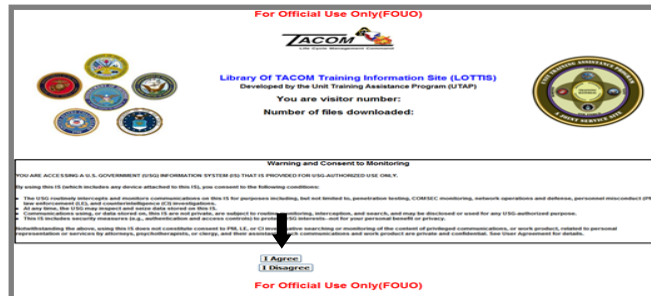 For Official Use Only(FOUO)
TACOM
Life Cycle Management Command
Library Of TACOM Training Information Site (LOTTIS)
Developed by the Unit Training Assistance Program (UTAP)
You are visitor number:
Number of files downloaded:
UNIT TRAINING ASSISTANCE PROGRAM
A JOINT SERVICE SITE
Warning and Consent to Monitoring
YOU ARE ACCESSING A U.S. GOVERNMENT (USG) INFORMATION SYSTEM (IS) THAT IS PROVIDED FOR USG-AUTHORIZED USE ONLY.
By using this IS (which includes any device attached to this IS), you consent to the following conditions:
The USG routinely intercepts and monitors communications on this IS for purposes including, but not limited to, penetration testing, COMSEC monitoring, network operations and defense, personnel misconduct (PM)
law enforcement (LE), and counterintelligence (CI) investigations.
At any time, the USG may inspect and seize data stored on this IS.
Communications using, or data stored on, this IS are not private, are subject to routine monitoring, interception, and search, and may be disclosed or used for any USG-authorized purpose.
This IS includes security measures (e.g., authentication and access controls) to protect USG interests--not for your personal benefit or privacy.
Notwithstanding the above, using this IS does not constitute consent to PM, LE, or CI investigative searching or monitoring of the content of privileged communications, or work product, related to personal
representation or services by attorneys, psychotherapists, or clergy, and their assistants. Such communications and work product are private and confidential. See User Agreement for details.
I Agree
I Disagree
For Official Use Only(FOUO)